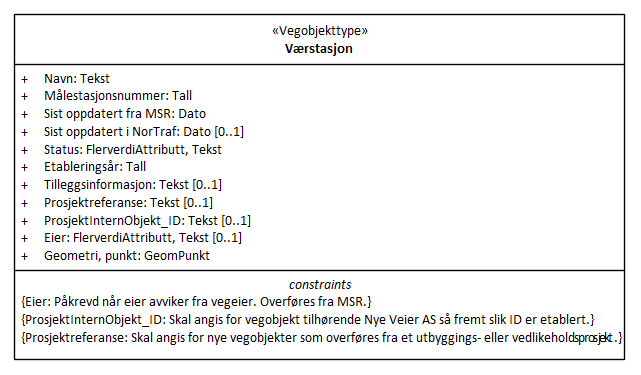 «Vegobjekttype»
Værstasjon
+ Navn: Tekst
+ Målestasjonsnummer: Tall
+ Sist oppdatert fra MSR: Dato
+ Sist oppdatert i NorTraf: Dato [0..1]
+ Status: FlerverdiAttributt, Tekst
+ Etableringsår: Tall
+ Tilleggsinformasjon: Tekst [0..1]
+ Prosjektreferanse: Tekst [0..1]
+ ProsjektInternObjekt_ID: Tekst [0..1]
+ Eier: FlerverdiAttributt, Tekst [0..1]
+ Geometri, punkt: GeomPunkt
constraints
{Eier: Påkrevd når eier avviker fra vegeier. Overføres fra MSR.}
{ProsjektInternObjekt_ID: Skal angis for vegobjekt tilhørende Nye Veier AS så fremt slik ID er etablert.}
{Prosjektreferanse: Skal angis for nye vegobjekter som overføres fra et utbyggings- eller vedlikeholdsprosjekt.}